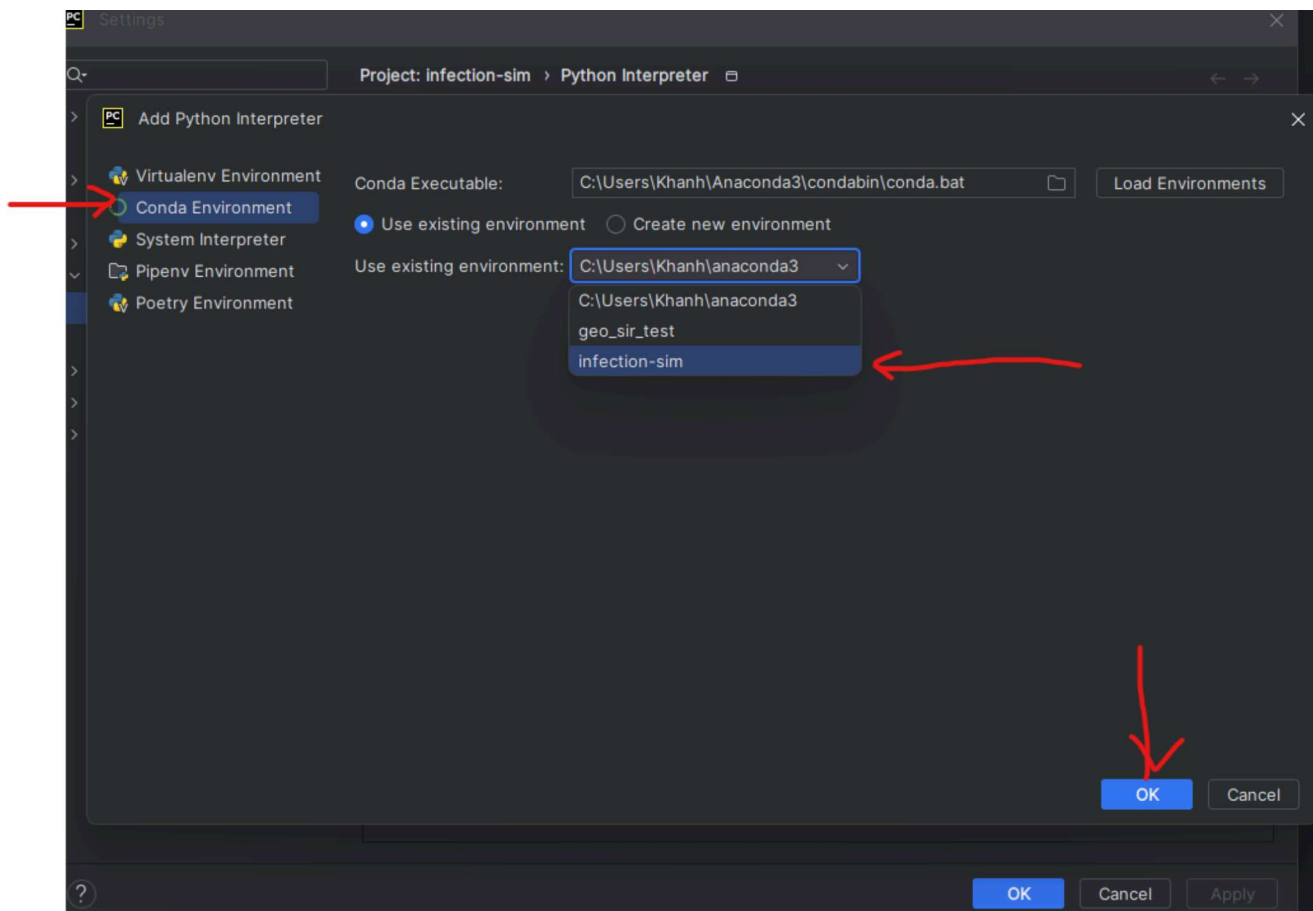 PC Settings
Project: infection-sim › Python Interpreter
PC Add Python Interpreter
Virtualenv Environment
Conda Environment
System Interpreter
Pipenv Environment
Poetry Environment
Conda Executable: C:\Users\Khanh\Anaconda3\condabin\conda.bat Load Environments
Use existing environment Create new environment
Use existing environment: C:\Users\Khanh\anaconda3
C:\Users\Khanh\anaconda3
geo_sir_test
infection-sim
OK Cancel
? OK Cancel Apply